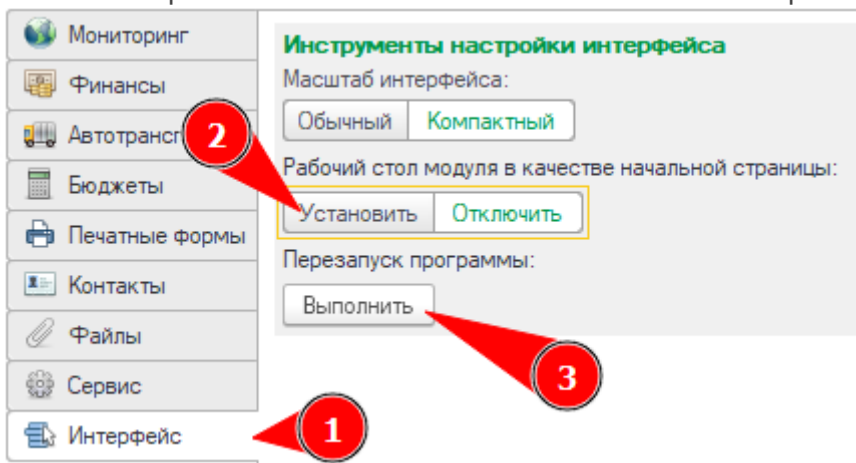 Мониторинг
Финансы
Бюджеты
Печатные формы
Контакты
Файлы
Сервис
Интерфейс
Инструменты настройки интерфейса
Масштаб интерфейса:
Обычный Компактный
Рабочий стол модуля в качестве начальной страницы:
Установить Отключить
Перезапуск программы:
Выполнить
2
3
1